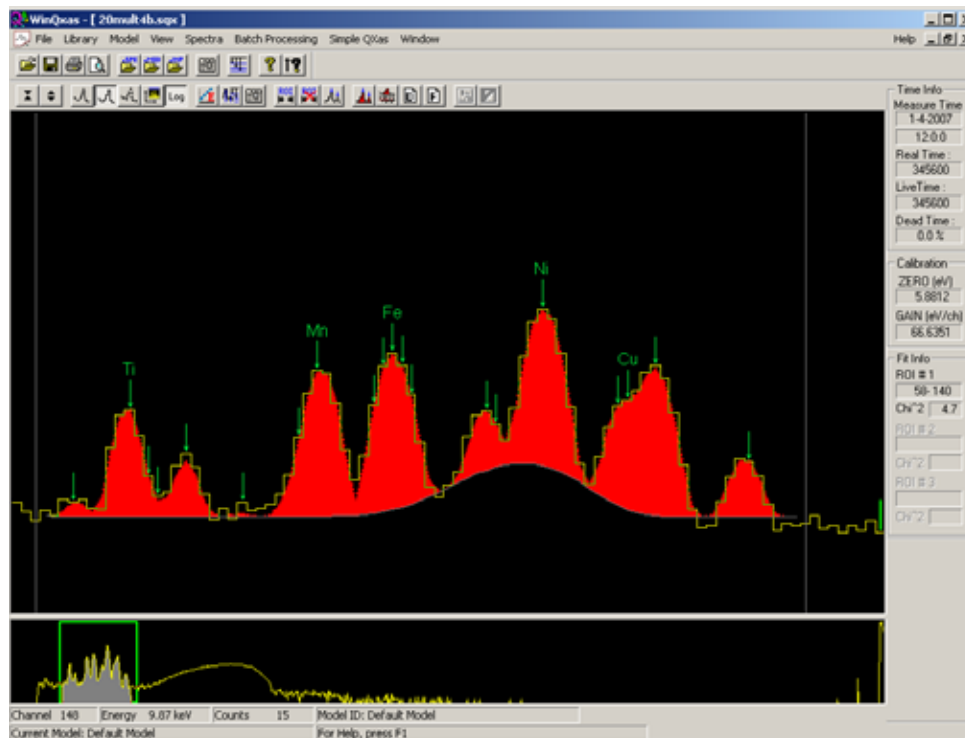 WinQxas - [ 20mult4b.sqx ]
File Library Model View Spectra Batch Processing Simple QXas Window Help
Log
Time Info
Measure Time
1-4-2007
12:0:0
Real Time :
345600
LiveTime :
345600
Dead Time :
0.0 %
Calibration
ZERO (eV)
5.8812
GAIN (eV/ch)
66.6351
Fit Info
ROI # 1
58- 140
Chi^2 4.7
ROI # 2
Chi^2
ROI # 3
Chi^2
Ti
Mn
Fe
Ni
Cu
Channel 148 Energy 9.87 keV Counts 15 Model ID: Default Model
Current Model: Default Model For Help, press F1